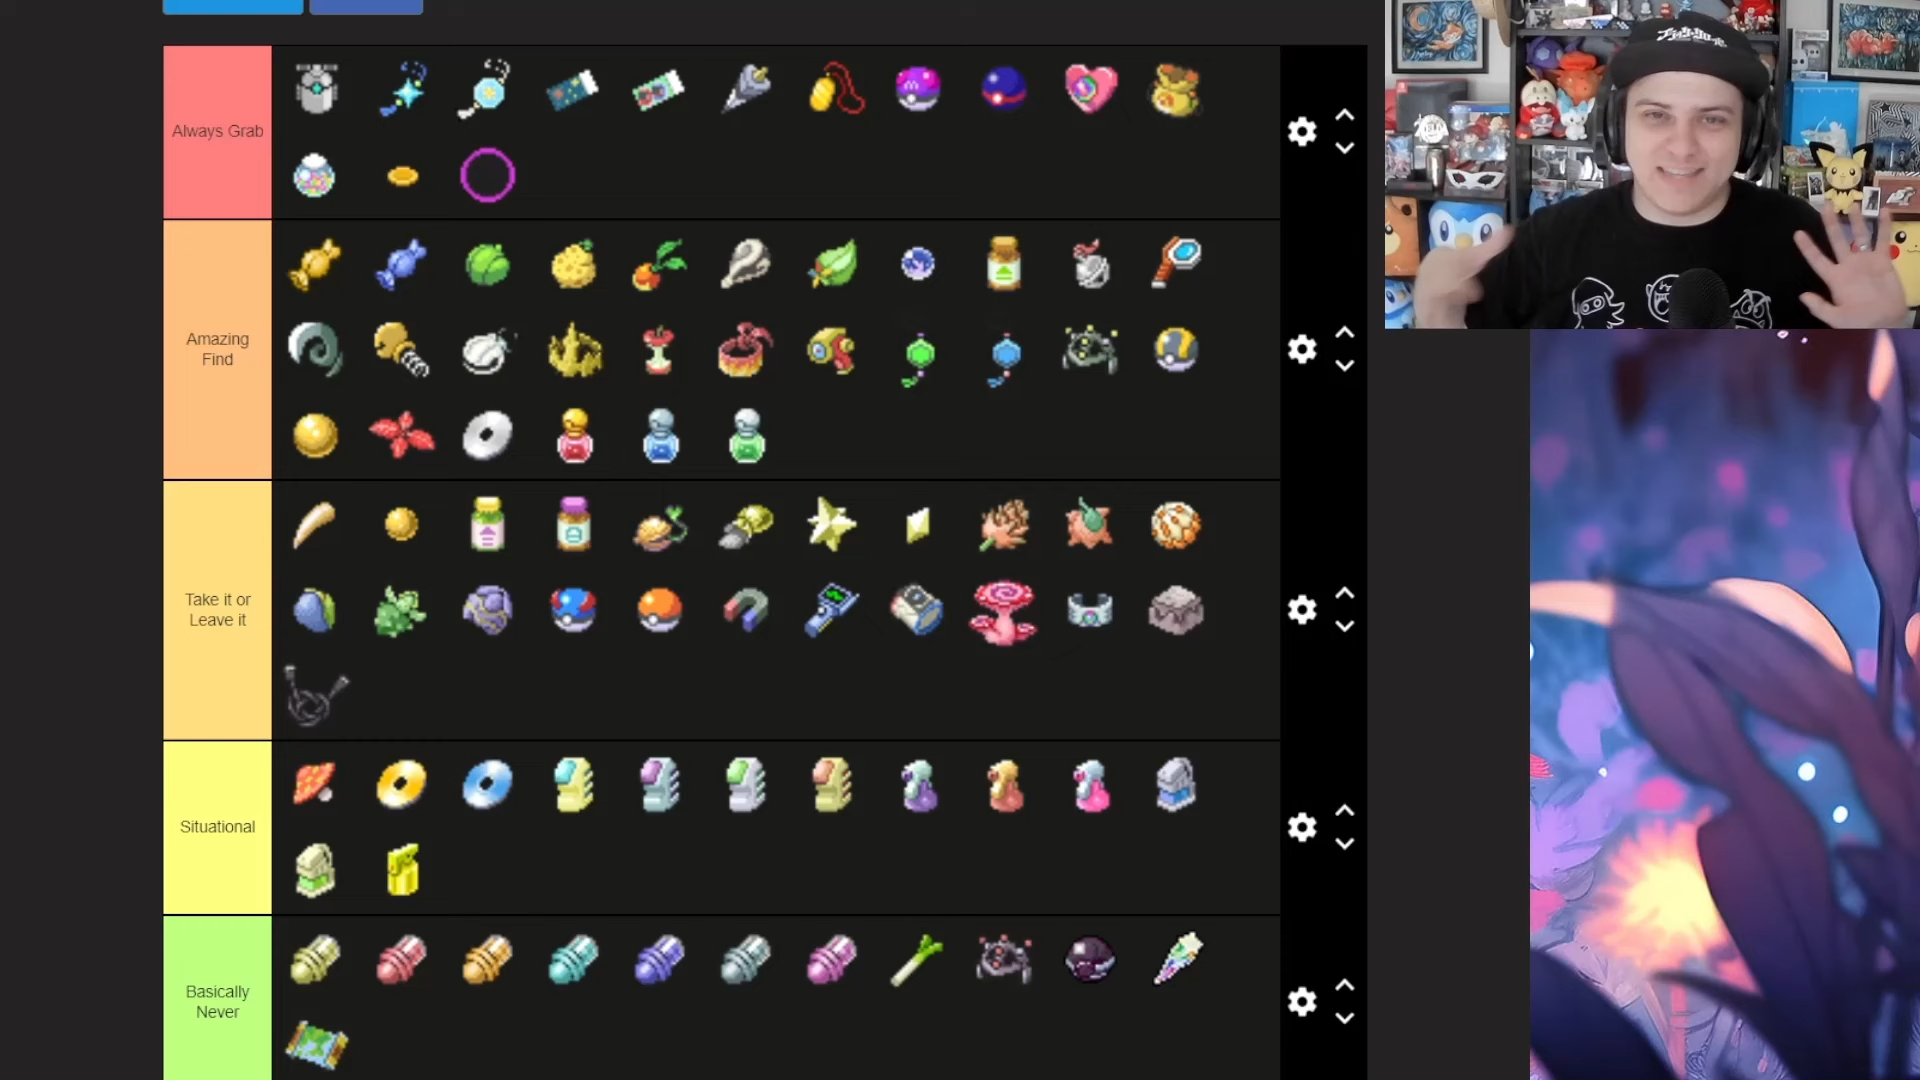 Always Grab
Amazing
Find
Take it or
Leave it
Situational
Basically
Never